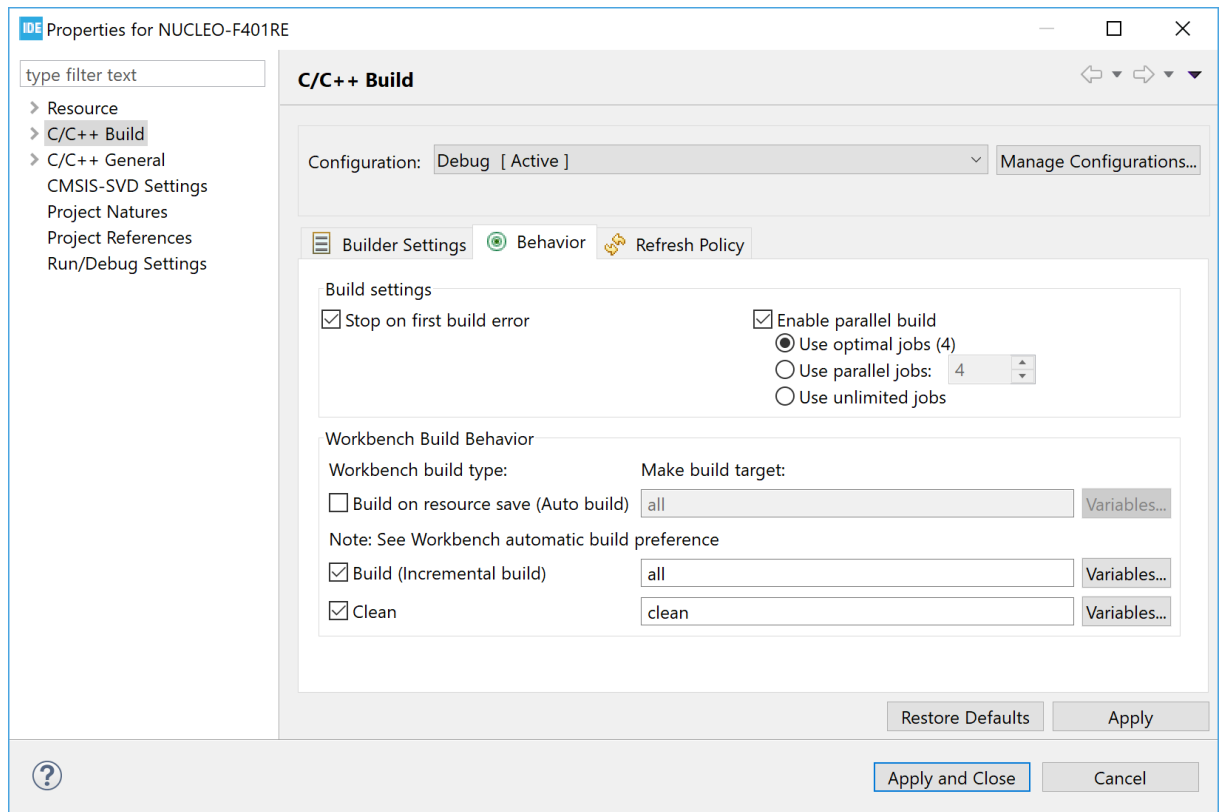 IDE Properties for NUCLEO-F401RE
type filter text
Resource
C/C++ Build
C/C++ General
CMSIS-SVD Settings
Project Natures
Project References
Run/Debug Settings
C/C++ Build
Configuration: Debug [ Active ] Manage Configurations...
Builder Settings Behavior Refresh Policy
Build settings
Stop on first build error Enable parallel build
Use optimal jobs (4)
Use parallel jobs: 4
Use unlimited jobs
Workbench Build Behavior
Workbench build type: Make build target:
Build on resource save (Auto build) all Variables...
Note: See Workbench automatic build preference
Build (Incremental build) all Variables...
Clean clean Variables...
Restore Defaults Apply
? Apply and Close Cancel